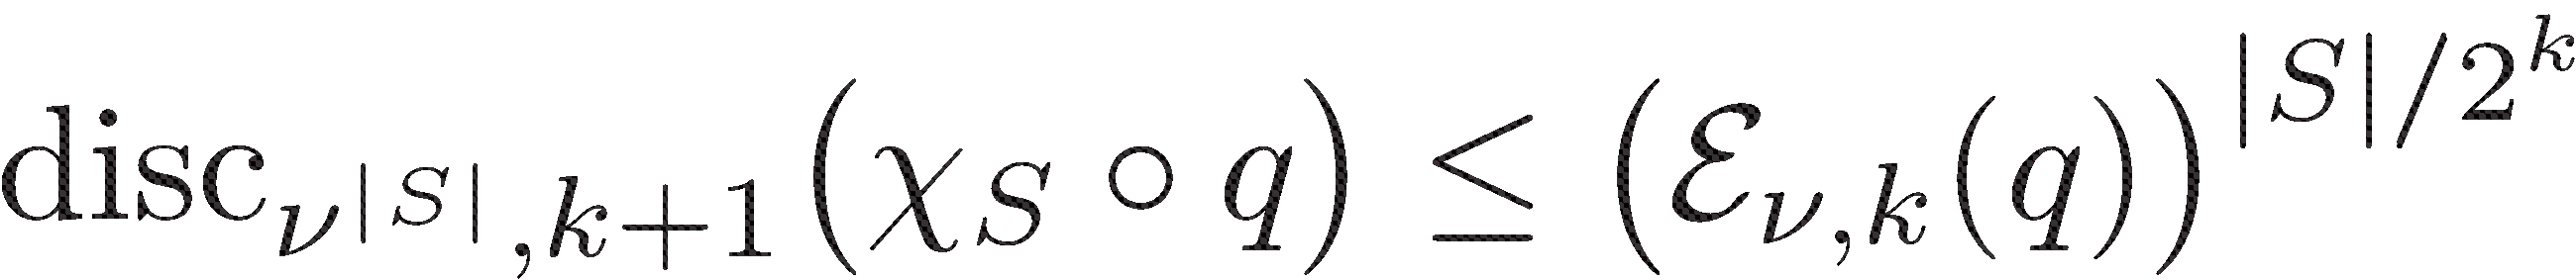 disc_{ν^{|S|},k+1}(χ_S ∘ q) ≤ (ℰ_{ν,k}(q))^{|S|/2^k}